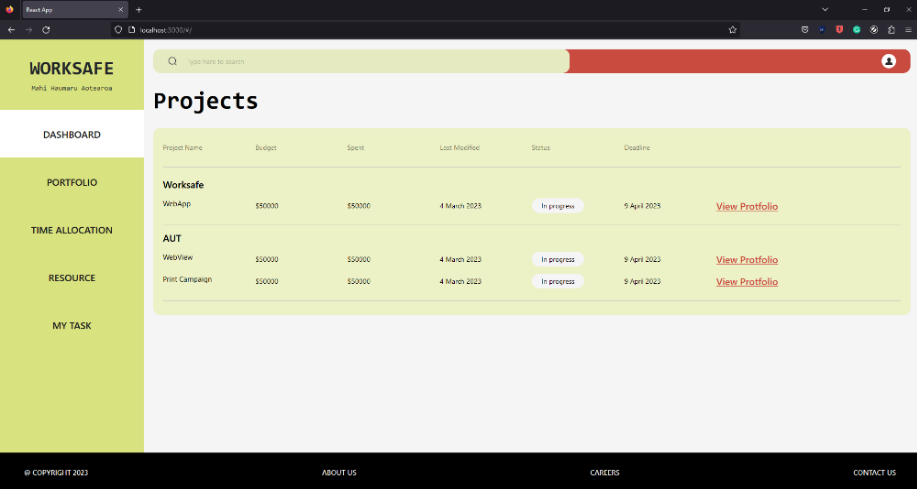 React App
localhost:3000/#/
WORKSAFE
Mahi Haumaru Aotearoa
DASHBOARD
PORTFOLIO
TIME ALLOCATION
RESOURCE
MY TASK
Type here to search
Projects
Project Name Budget Spent Last Modified Status Deadline
Worksafe
WebApp $50000 $50000 4 March 2023 In progress 9 April 2023 View Protfolio
AUT
WebView $50000 $50000 4 March 2023 In progress 9 April 2023 View Protfolio
Print Campaign $50000 $50000 4 March 2023 In progress 9 April 2023 View Protfolio
@ COPYRIGHT 2023 ABOUT US CAREERS CONTACT US